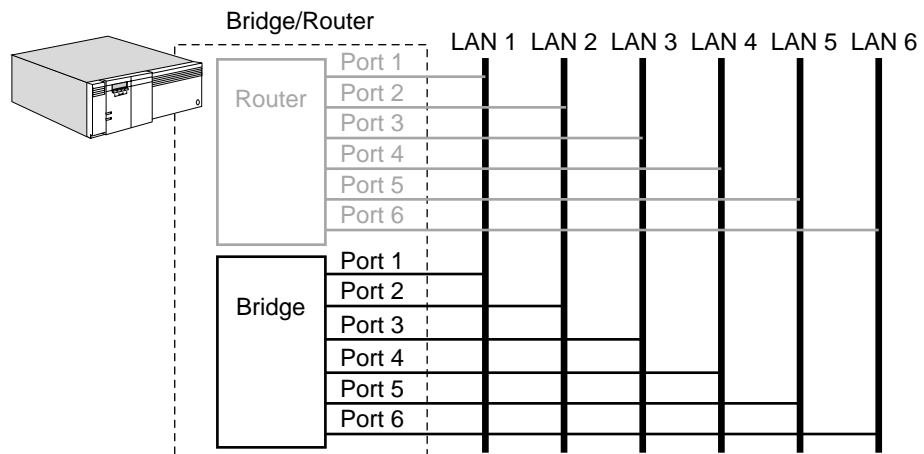 Bridge/Router
LAN 1 LAN 2 LAN 3 LAN 4 LAN 5 LAN 6
Router
Port 1
Port 2
Port 3
Port 4
Port 5
Port 6
Bridge
Port 1
Port 2
Port 3
Port 4
Port 5
Port 6